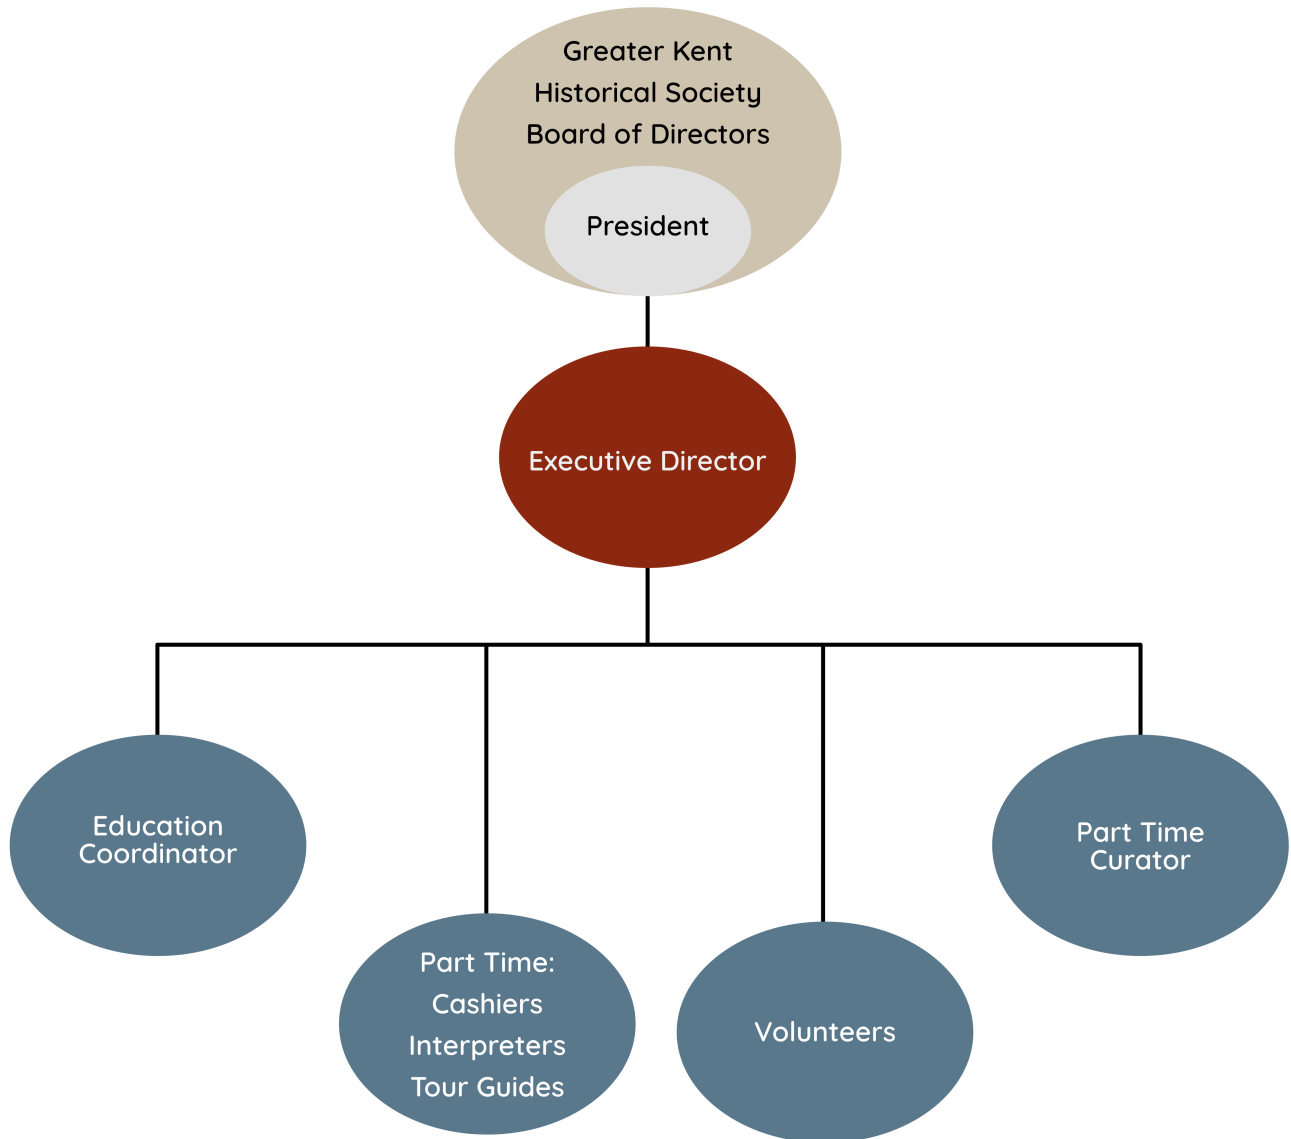 Greater Kent
Historical Society
Board of Directors
President
Executive Director
Education
Coordinator
Part Time
Curator
Part Time:
Cashiers
Interpreters
Tour Guides
Volunteers